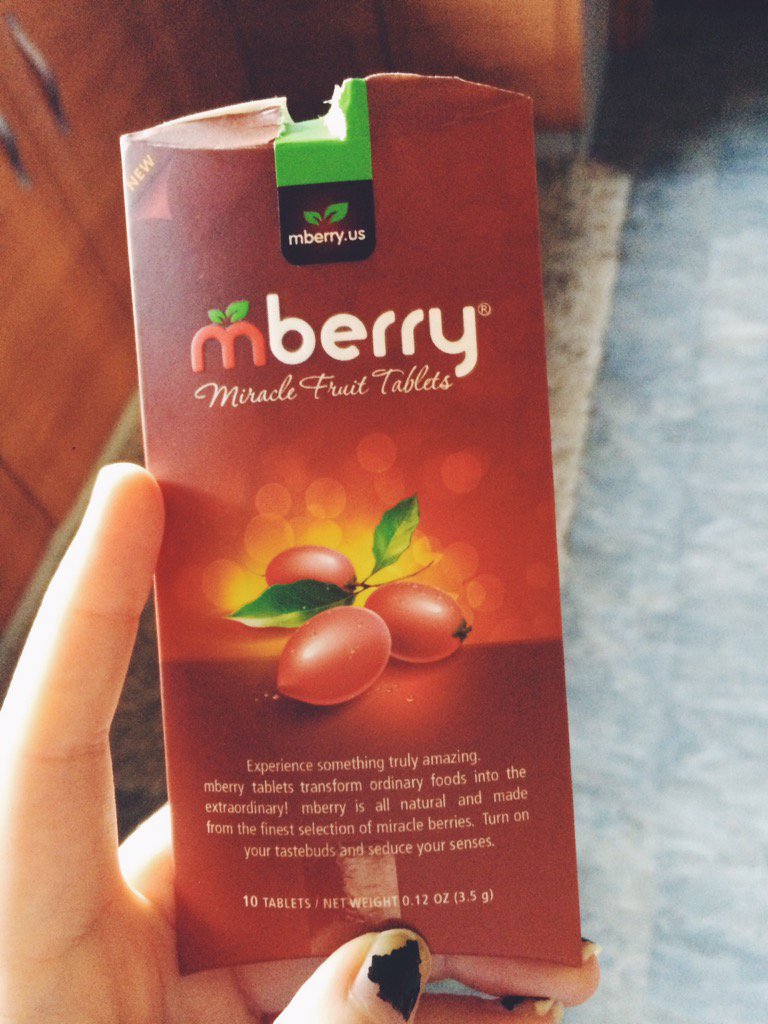 NEW
mberry.us
mberry®
Miracle Fruit Tablets
Experience something truly amazing.
mberry tablets transform ordinary foods into the
extraordinary! mberry is all natural and made
from the finest selection of miracle berries. Turn on
your tastebuds and seduce your senses.
10 TABLETS / NET WEIGHT 0.12 OZ (3.5 g)